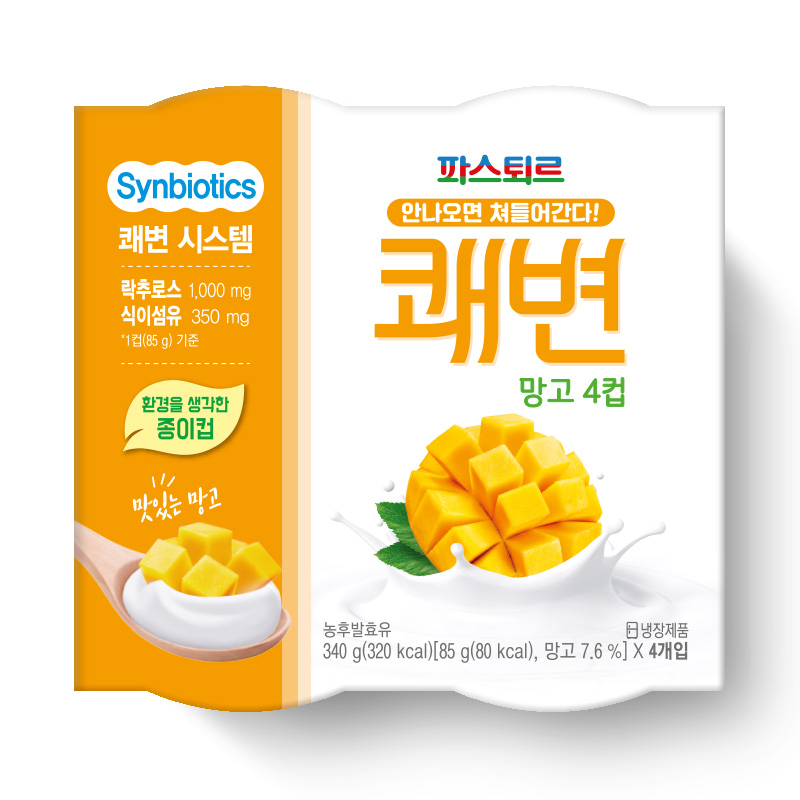 Synbiotics
쾌변 시스템
락추로스 1,000 mg
식이섬유 350 mg
*1컵(85 g) 기준
환경을 생각한
종이컵
맛있는 망고
파스퇴르
안나오면 쳐들어간다!
쾌변
망고 4컵
농후발효유
냉장제품
340 g(320 kcal)[85 g(80 kcal), 망고 7.6 %] X 4개입